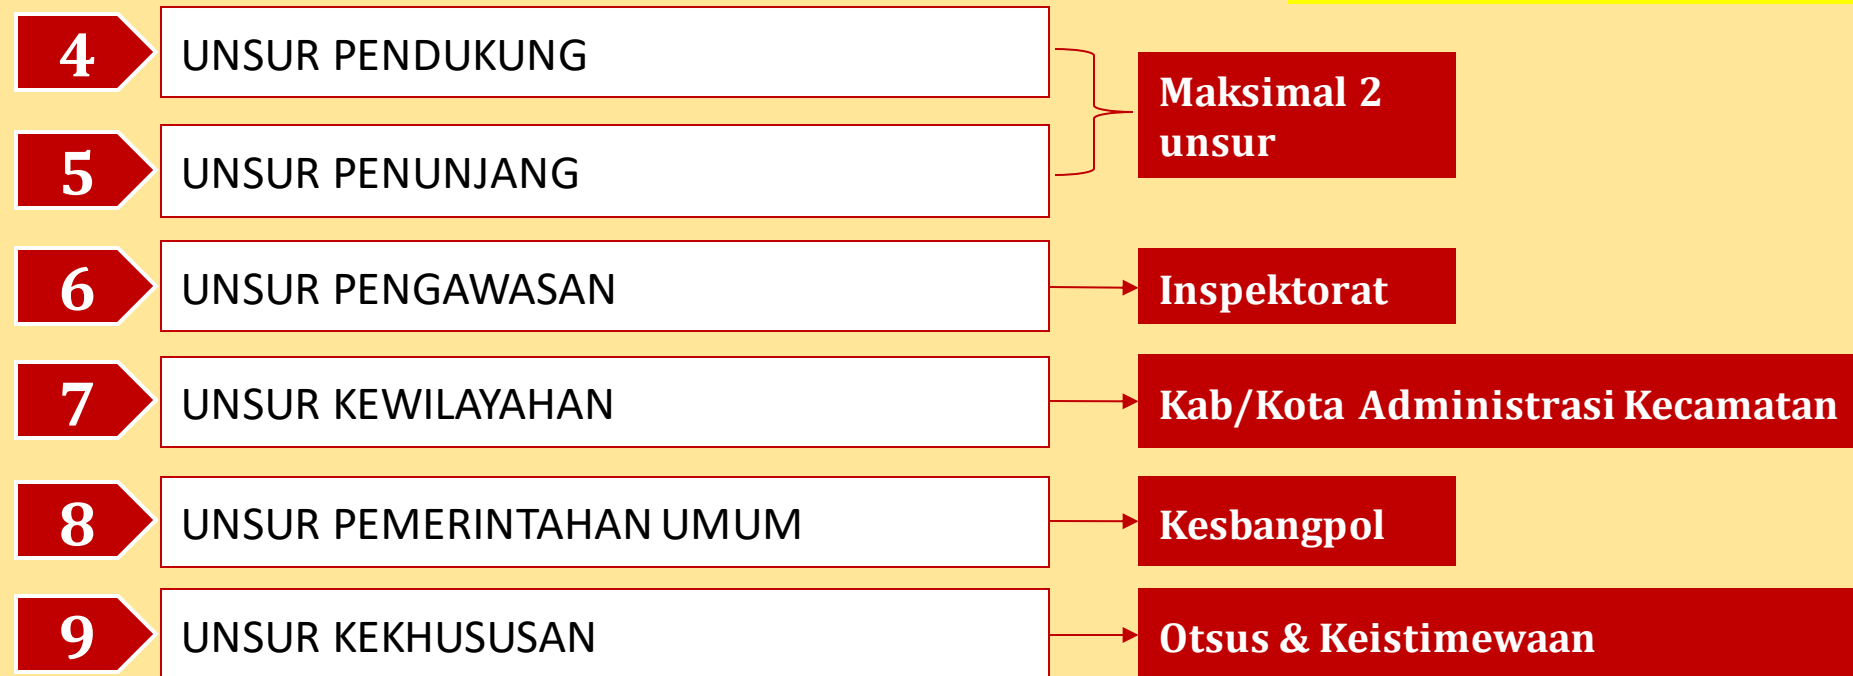 4
UNSUR PENDUKUNG
Maksimal 2
unsur
5
UNSUR PENUNJANG
6
UNSUR PENGAWASAN
Inspektorat
7
UNSUR KEWILAYAHAN
Kab/Kota Administrasi Kecamatan
8
UNSUR PEMERINTAHAN UMUM
Kesbangpol
9
UNSUR KEKHUSUSAN
Otsus & Keistimewaan